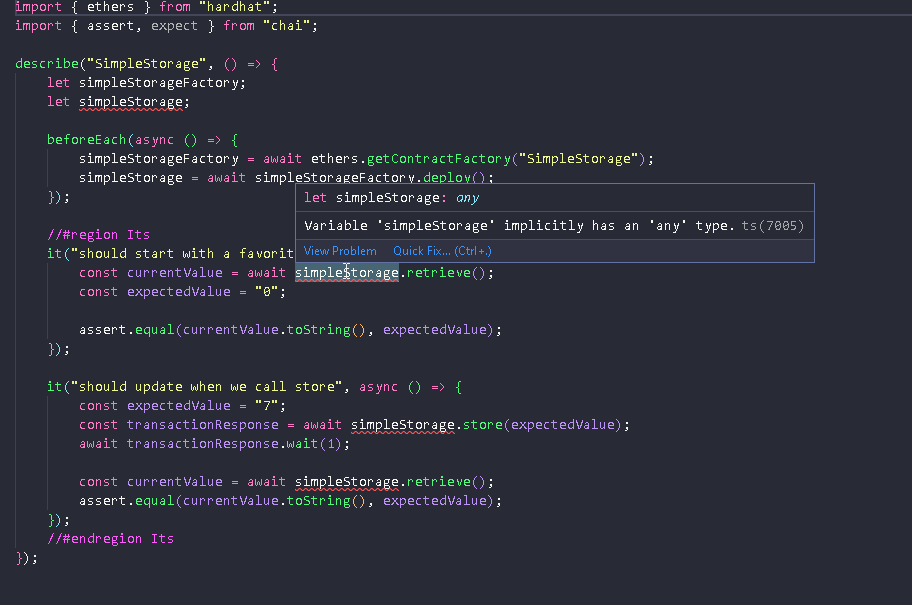 import { ethers } from "hardhat";
import { assert, expect } from "chai";
describe("SimpleStorage", () => {
let simpleStorageFactory;
let simpleStorage;
beforeEach(async () => {
simpleStorageFactory = await ethers.getContractFactory("SimpleStorage");
simpleStorage = await simpleStorageFactory.deploy();
});
let simpleStorage: any
Variable 'simpleStorage' implicitly has an 'any' type. ts(7005)
View Problem Quick Fix... (Ctrl+.)
//#region Its
it("should start with a favorit
const currentValue = await simpleStorage.retrieve();
const expectedValue = "0";
assert.equal(currentValue.toString(), expectedValue);
});
it("should update when we call store", async () => {
const expectedValue = "7";
const transactionResponse = await simpleStorage.store(expectedValue);
await transactionResponse.wait(1);
const currentValue = await simpleStorage.retrieve();
assert.equal(currentValue.toString(), expectedValue);
});
//#endregion Its
});